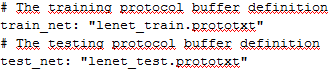 # The training protocol buffer definition
train_net: "lenet_train.prototxt"
# The testing protocol buffer definition
test_net: "lenet_test.prototxt"